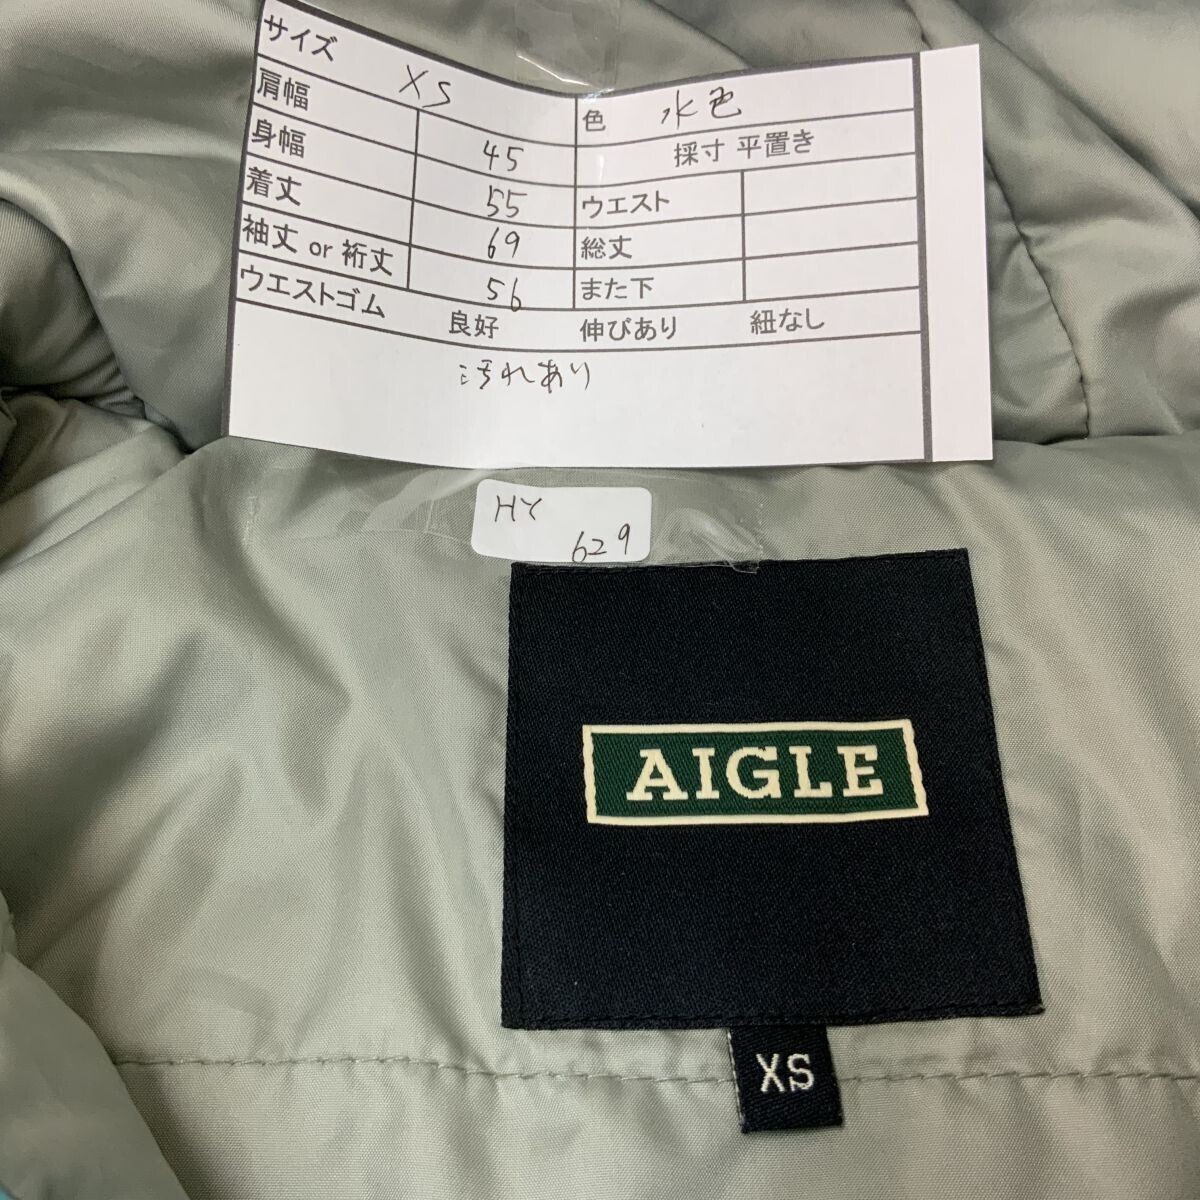 サイズ XS 色 水色
肩幅 45 採寸 平置き
身幅 55 ウエスト
着丈 69 総丈
袖丈 or 裄丈 56 また下
ウエストゴム 良好 伸びあり 紐なし
汚れあり
HY
629
AIGLE
XS